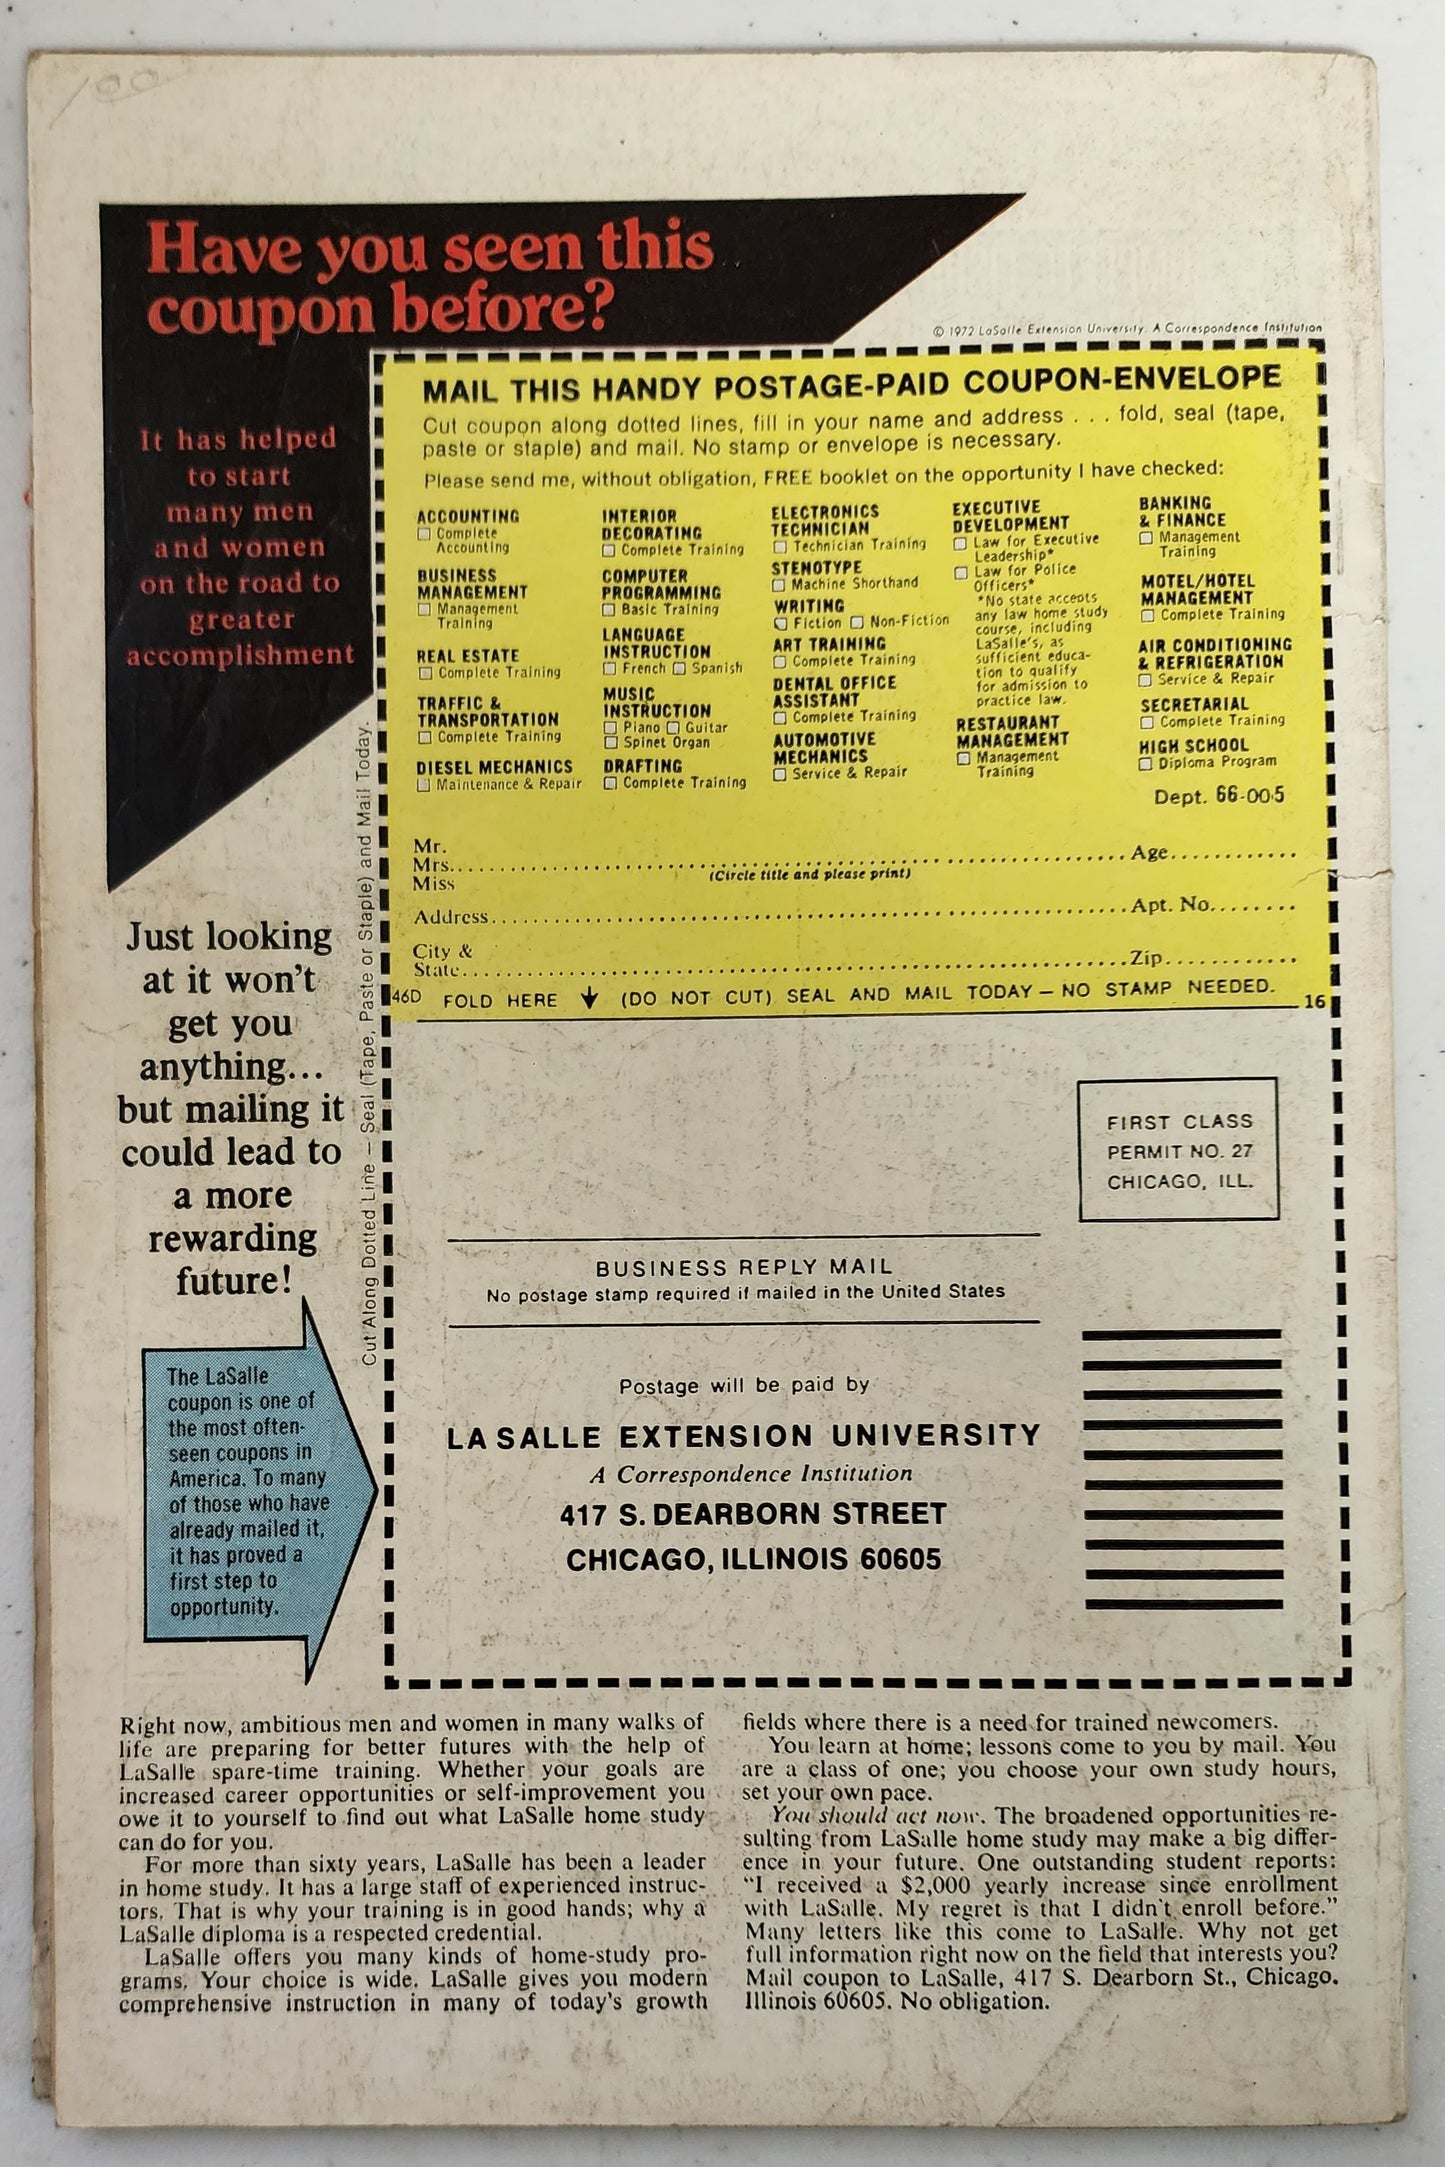 100
Have you seen this
coupon before?
© 1972 LaSalle Extension University. A Correspondence Institution
It has helped
to start
many men
and women
on the road to
greater
accomplishment
MAIL THIS HANDY POSTAGE-PAID COUPON-ENVELOPE
Cut coupon along dotted lines, fill in your name and address . . . fold, seal (tape,
paste or staple) and mail. No stamp or envelope is necessary.
Please send me, without obligation, FREE booklet on the opportunity I have checked:
ACCOUNTING
Complete
Accounting
BUSINESS
MANAGEMENT
Management
Training
REAL ESTATE
Complete Training
TRAFFIC &
TRANSPORTATION
Complete Training
DIESEL MECHANICS
Maintenance & Repair
INTERIOR
DECORATING
Complete Training
COMPUTER
PROGRAMMING
Basic Training
LANGUAGE
INSTRUCTION
French Spanish
MUSIC
INSTRUCTION
Piano Guitar
Spinet Organ
DRAFTING
Complete Training
ELECTRONICS
TECHNICIAN
Technician Training
STENOTYPE
Machine Shorthand
WRITING
Fiction Non-Fiction
ART TRAINING
Complete Training
DENTAL OFFICE
ASSISTANT
Complete Training
AUTOMOTIVE
MECHANICS
Service & Repair
EXECUTIVE
DEVELOPMENT
Law for Executive
Leadership*
Law for Police
Officers*
*No state accepts
any law home study
course, including
LaSalle's, as
sufficient educa-
tion to qualify
for admission to
practice law.
RESTAURANT
MANAGEMENT
Management
Training
BANKING
& FINANCE
Management
Training
MOTEL/HOTEL
MANAGEMENT
Complete Training
AIR CONDITIONING
& REFRIGERATION
Service & Repair
SECRETARIAL
Complete Training
HIGH SCHOOL
Diploma Program
Dept. 66-005
Mr.
Mrs. Age
Miss (Circle title and please print)
Address Apt. No.
City &
State Zip
46D FOLD HERE (DO NOT CUT) SEAL AND MAIL TODAY – NO STAMP NEEDED. 16
Cut Along Dotted Line – Seal (Tape, Paste or Staple) and Mail Today.
Just looking
at it won't
get you
anything...
but mailing it
could lead to
a more
rewarding
future!
The LaSalle
coupon is one of
the most often-
seen coupons in
America. To many
of those who have
already mailed it,
it has proved a
first step to
opportunity.
FIRST CLASS
PERMIT NO. 27
CHICAGO, ILL.
BUSINESS REPLY MAIL
No postage stamp required if mailed in the United States
Postage will be paid by
LA SALLE EXTENSION UNIVERSITY
A Correspondence Institution
417 S. DEARBORN STREET
CHICAGO, ILLINOIS 60605
Right now, ambitious men and women in many walks of
life are preparing for better futures with the help of
LaSalle spare-time training. Whether your goals are
increased career opportunities or self-improvement you
owe it to yourself to find out what LaSalle home study
can do for you.
For more than sixty years, LaSalle has been a leader
in home study. It has a large staff of experienced instruc-
tors. That is why your training is in good hands; why a
LaSalle diploma is a respected credential.
LaSalle offers you many kinds of home-study pro-
grams. Your choice is wide. LaSalle gives you modern
comprehensive instruction in many of today's growth
fields where there is a need for trained newcomers.
You learn at home; lessons come to you by mail. You
are a class of one; you choose your own study hours,
set your own pace.
You should act now. The broadened opportunities re-
sulting from LaSalle home study may make a big differ-
ence in your future. One outstanding student reports:
"I received a $2,000 yearly increase since enrollment
with LaSalle. My regret is that I didn't enroll before."
Many letters like this come to LaSalle. Why not get
full information right now on the field that interests you?
Mail coupon to LaSalle, 417 S. Dearborn St., Chicago,
Illinois 60605. No obligation.